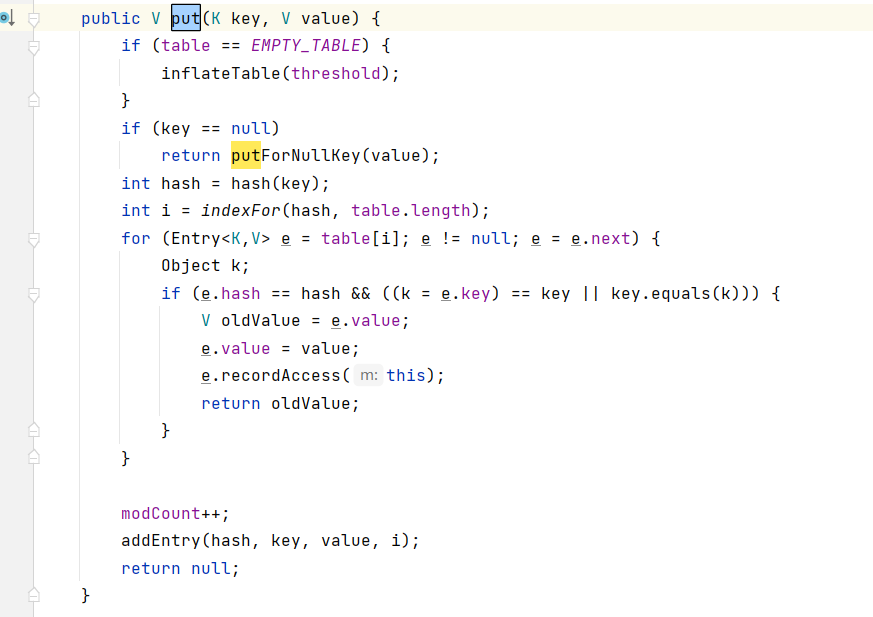 public V put(K key, V value) {
    if (table == EMPTY_TABLE) {
        inflateTable(threshold);
    }
    if (key == null)
        return putForNullKey(value);
    int hash = hash(key);
    int i = indexFor(hash, table.length);
    for (Entry<K,V> e = table[i]; e != null; e = e.next) {
        Object k;
        if (e.hash == hash && ((k = e.key) == key || key.equals(k))) {
            V oldValue = e.value;
            e.value = value;
            e.recordAccess( m: this);
            return oldValue;
        }
    }

    modCount++;
    addEntry(hash, key, value, i);
    return null;
}